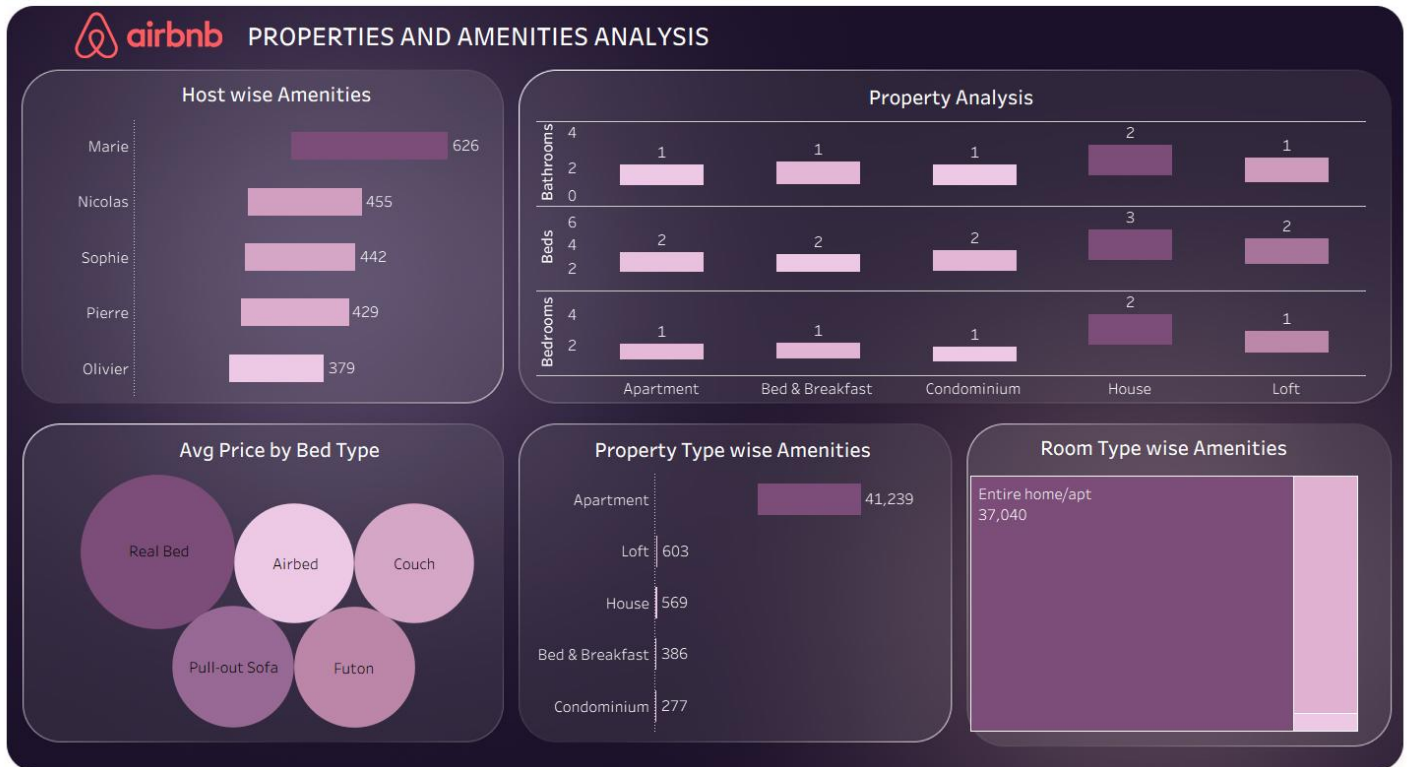 airbnb PROPERTIES AND AMENITIES ANALYSIS
Host wise Amenities
Marie 626
Nicolas 455
Sophie 442
Pierre 429
Olivier 379
Property Analysis
Bathrooms
4
2
0
1 1 1 2 1
Beds
6
4
2
2 2 2 3 2
Bedrooms
4
2
1 1 1 2 1
Apartment Bed & Breakfast Condominium House Loft
Avg Price by Bed Type
Real Bed
Airbed
Couch
Pull-out Sofa
Futon
Property Type wise Amenities
Apartment 41,239
Loft 603
House 569
Bed & Breakfast 386
Condominium 277
Room Type wise Amenities
Entire home/apt
37,040